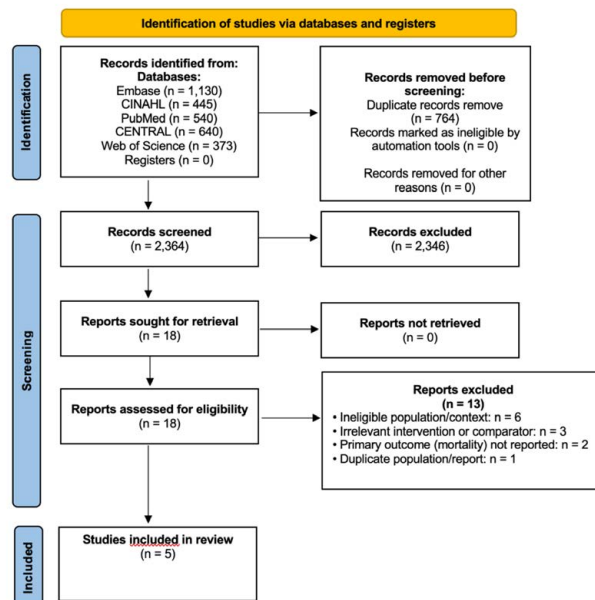 Identification of studies via databases and registers
Identification
Records identified from:
Databases:
Embase (n = 1,130)
CINAHL (n = 445)
PubMed (n = 540)
CENTRAL (n = 640)
Web of Science (n = 373)
Registers (n = 0)
Records removed before
screening:
Duplicate records remove
(n = 764)
Records marked as ineligible by
automation tools (n = 0)
Records removed for other
reasons (n = 0)
Screening
Records screened
(n = 2,364)
Records excluded
(n = 2,346)
Reports sought for retrieval
(n = 18)
Reports not retrieved
(n = 0)
Reports assessed for eligibility
(n = 18)
Reports excluded
(n = 13)
• Ineligible population/context: n = 6
• Irrelevant intervention or comparator: n = 3
• Primary outcome (mortality) not reported: n = 2
• Duplicate population/report: n = 1
Included
Studies included in review
(n = 5)